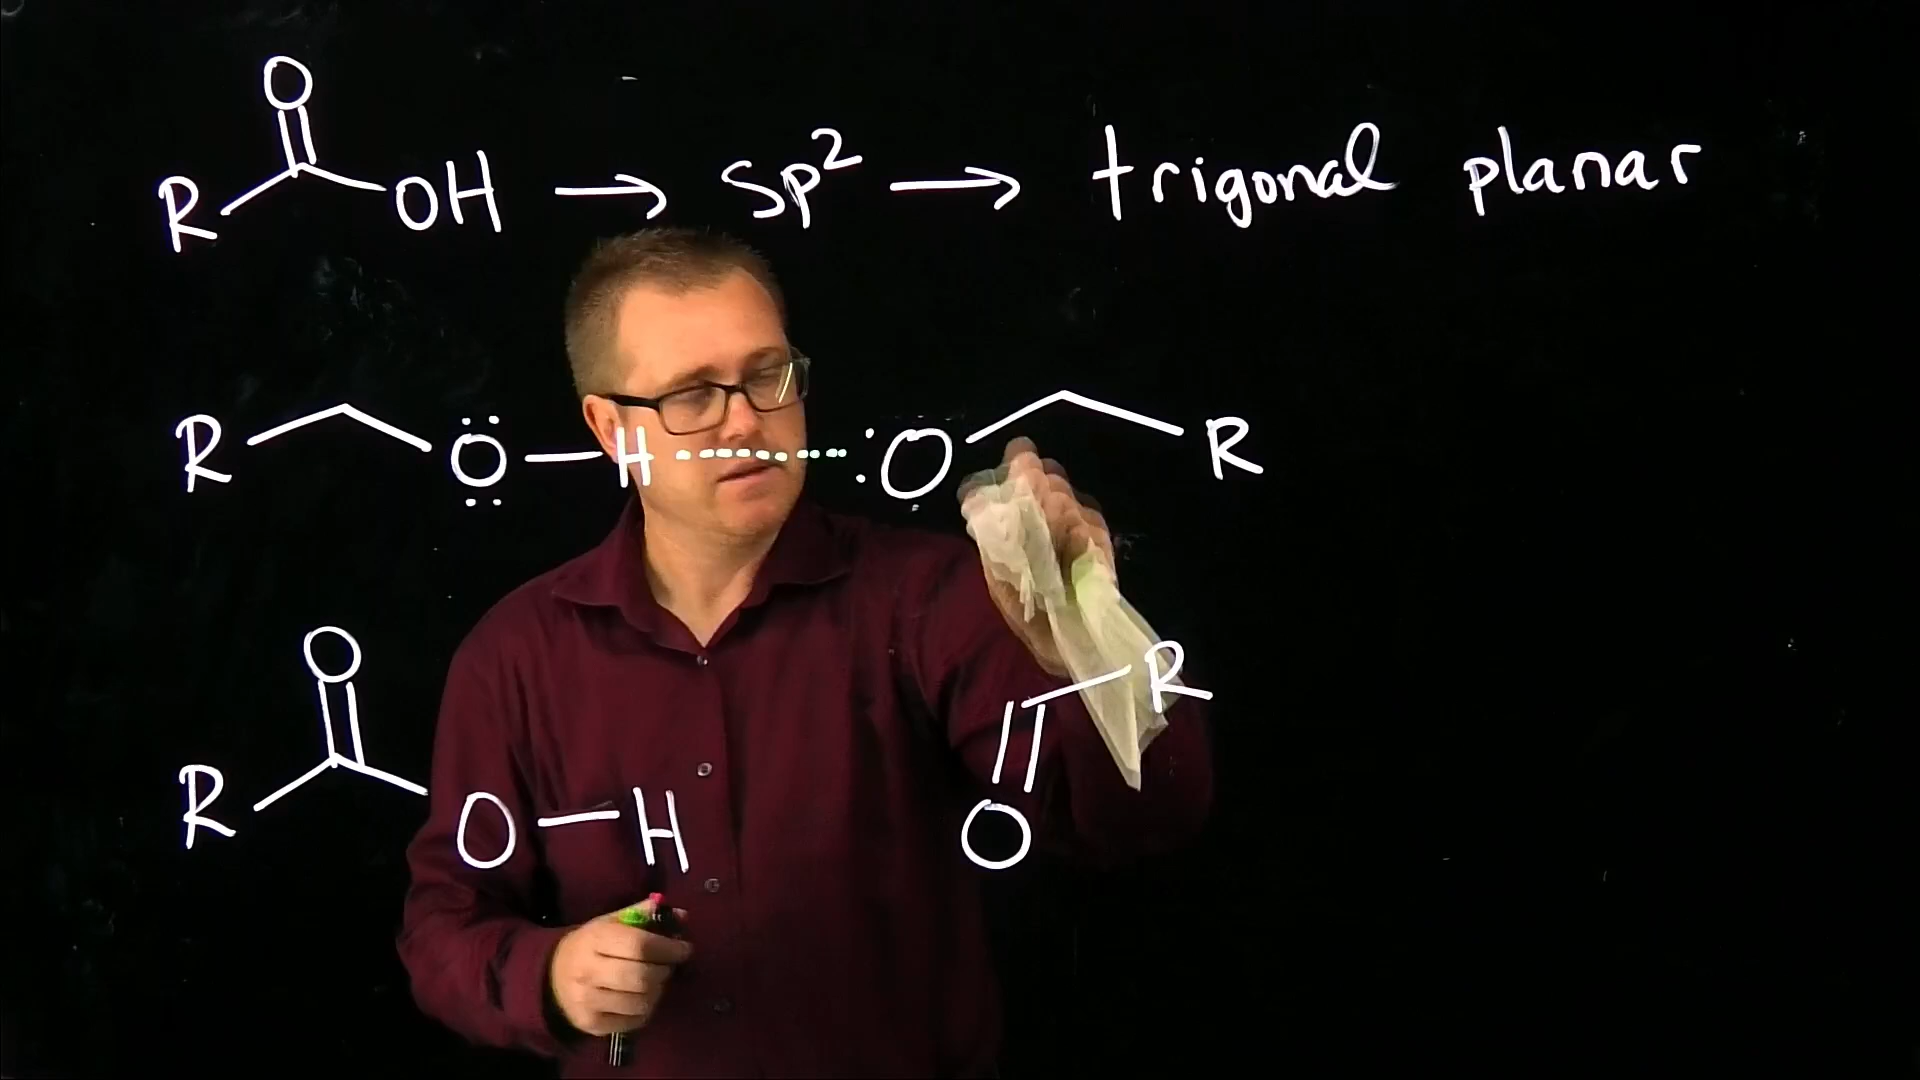 O
R OH → sp² → trigonal planar
R O — H O R
O
R
R O — H
O